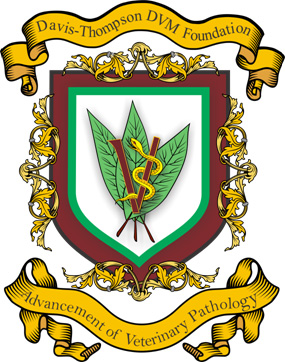 Davis-Thompson DVM Foundation
V
Advancement of Veterinary Pathology